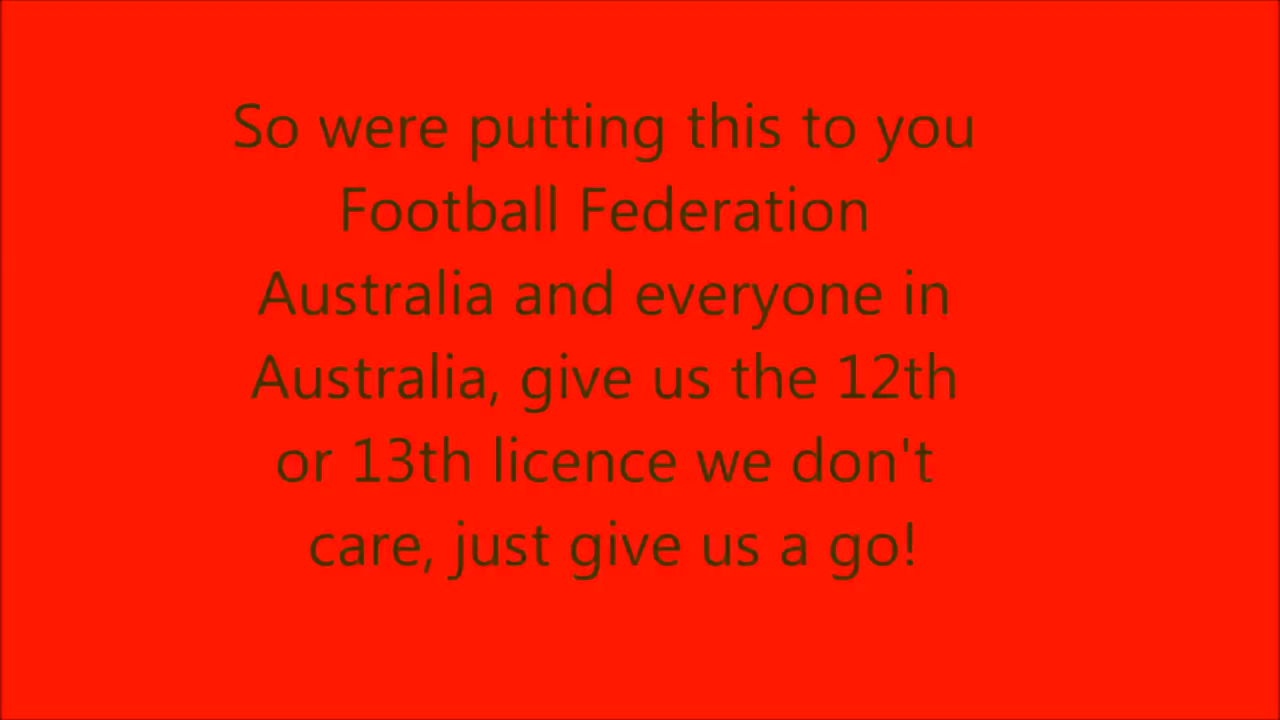 So were putting this to you
Football Federation
Australia and everyone in
Australia, give us the 12th
or 13th licence we don't
care, just give us a go!